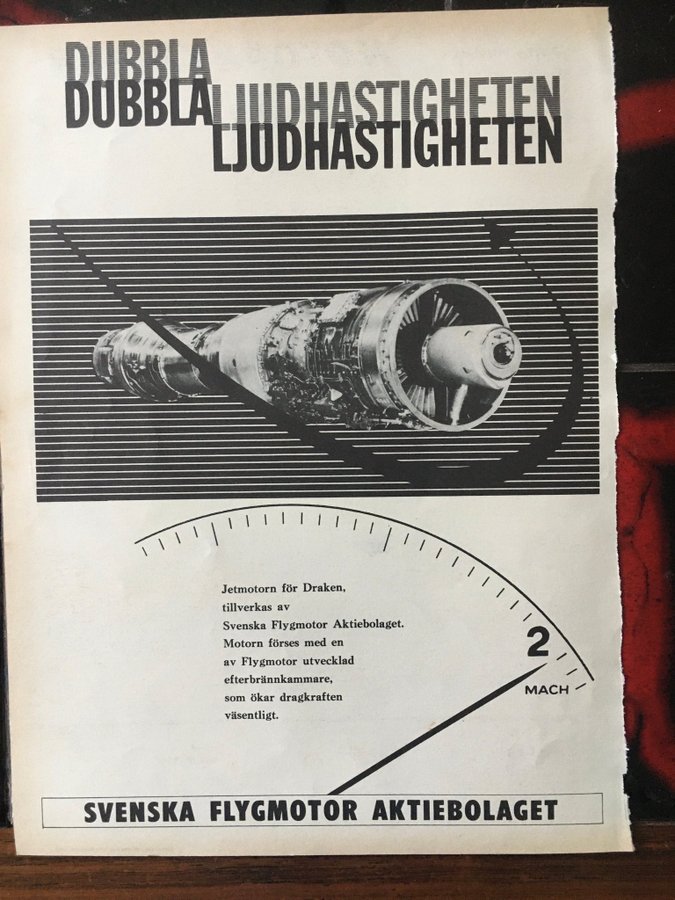 DUBBLA
DUBBLA
LJUDHASTIGHETEN
LJUDHASTIGHETEN
Jetmotorn för Draken,
tillverkas av
Svenska Flygmotor Aktiebolaget.
Motorn förses med en
av Flygmotor utvecklad
efterbrännkammare,
som ökar dragkraften
väsentligt.
2
MACH
SVENSKA FLYGMOTOR AKTIEBOLAGET